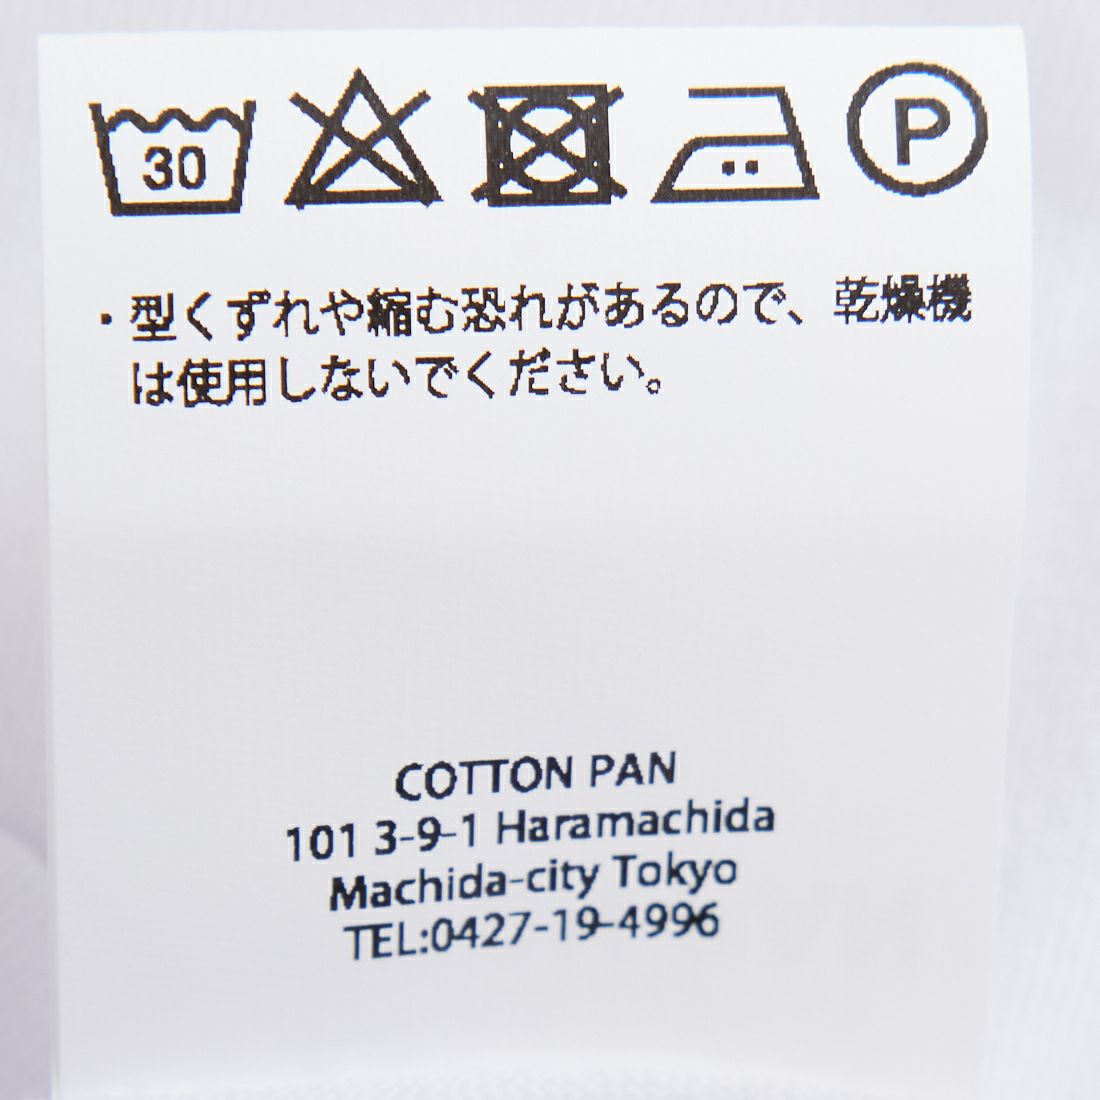 30
P
・型くずれや縮む恐れがあるので、乾燥機
は使用しないでください。
COTTON PAN
101 3-9-1 Haramachida
Machida-city Tokyo
TEL:0427-19-4996